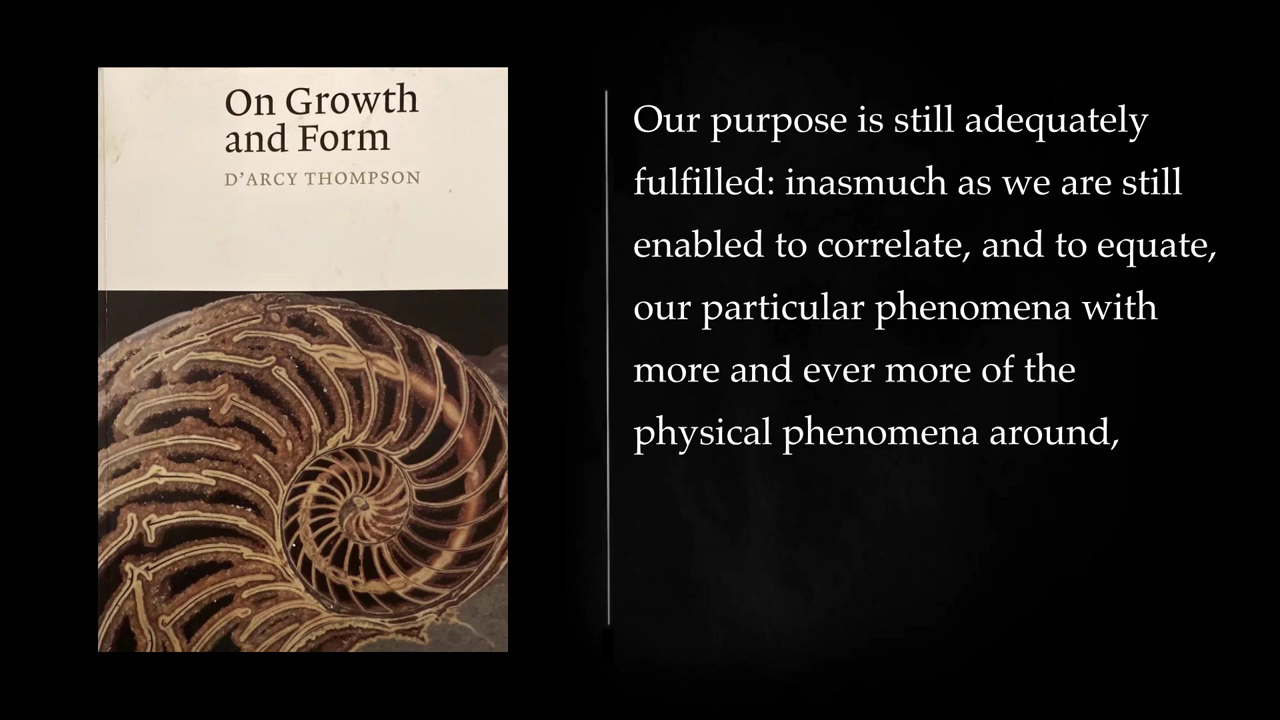 On Growth
and Form
D'ARCY THOMPSON
Our purpose is still adequately
fulfilled: inasmuch as we are still
enabled to correlate, and to equate,
our particular phenomena with
more and ever more of the
physical phenomena around,